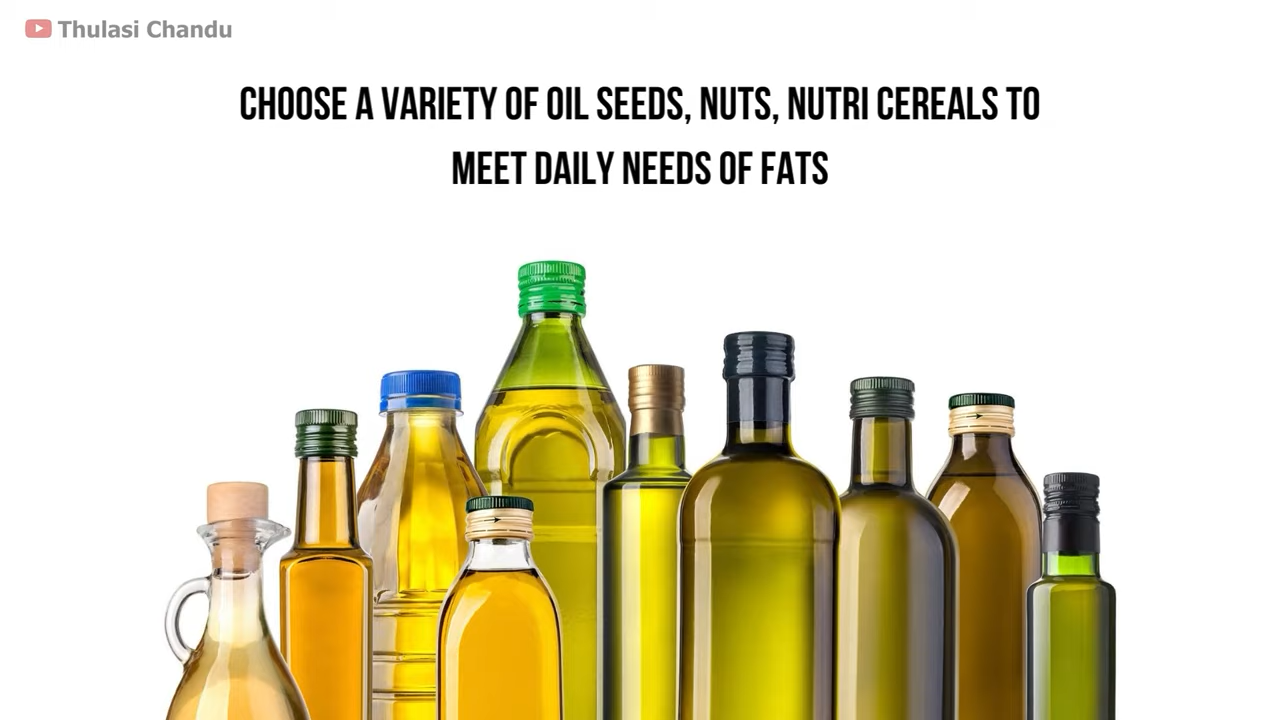 Thulasi Chandu
CHOOSE A VARIETY OF OIL SEEDS, NUTS, NUTRI CEREALS TO
MEET DAILY NEEDS OF FATS